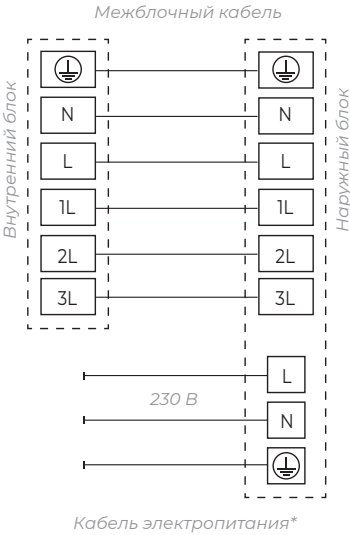 Межблочный кабель
Внутренний блок
Наружный блок
N N
L L
1L 1L
2L 2L
3L 3L
L
230 В
N
Кабель электропитания*